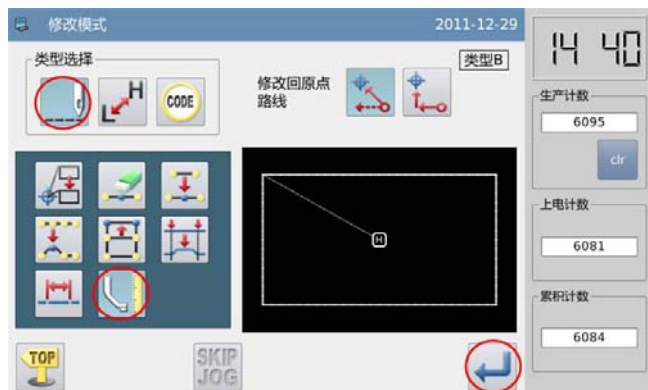 修改模式
2011-12-29
类型选择
H
L
CODE
修改回原点
路线
类型B
14 40
生产计数
6095
clr
上电计数
6081
累积计数
6084
H
TOP
SKIP
JOG